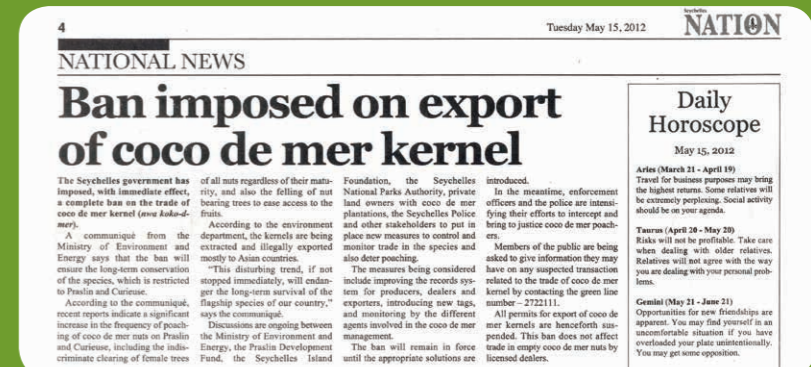 4
Tuesday May 15, 2012
Seychelles
NATION
NATIONAL NEWS
Ban imposed on export
of coco de mer kernel
The Seychelles government has
imposed, with immediate effect,
a complete ban on the trade of
coco de mer kernel (nwa koko-d-
mer).
A communiqué from the
Ministry of Environment and
Energy says that the ban will
ensure the long-term conservation
of the species, which is restricted
to Praslin and Curieuse.
According to the communiqué,
recent reports indicate a significant
increase in the frequency of poach-
ing of coco de mer nuts on Praslin
and Curieuse, including the indis-
criminate clearing of female trees
of all nuts regardless of their matu-
rity, and also the felling of nut
bearing trees to ease access to the
fruits.
According to the environment
department, the kernels are being
extracted and illegally exported
mostly to Asian countries.
"This disturbing trend, if not
stopped immediately, will endan-
ger the long-term survival of the
flagship species of our country,"
says the communiqué.
Discussions are ongoing between
the Ministry of Environment and
Energy, the Praslin Development
Fund, the Seychelles Island
Foundation, the Seychelles
National Parks Authority, private
land owners with coco de mer
plantations, the Seychelles Police
and other stakeholders to put in
place new measures to control and
monitor trade in the species and
also deter poaching.
The measures being considered
include improving the records sys-
tem for producers, dealers and
exporters, introducing new tags,
and monitoring by the different
agents involved in the coco de mer
management.
The ban will remain in force
until the appropriate solutions are
introduced.
In the meantime, enforcement
officers and the police are intensi-
fying their efforts to intercept and
bring to justice coco de mer poach-
ers.
Members of the public are being
asked to give information they may
have on any suspected transaction
related to the trade of coco de mer
kernel by contacting the green line
number – 2722111.
All permits for export of coco de
mer kernels are henceforth sus-
pended. This ban does not affect
trade in empty coco de mer nuts by
licensed dealers.
Daily
Horoscope
May 15, 2012
Aries (March 21 - April 19)
Travel for business purposes may bring
the highest returns. Some relatives will
be extremely perplexing. Social activity
should be on your agenda.
Taurus (April 20 - May 20)
Risks will not be profitable. Take care
when dealing with older relatives.
Relatives will not agree with the way
you are dealing with your personal prob-
lems.
Gemini (May 21 - June 21)
Opportunities for new friendships are
apparent. You may find yourself in an
uncomfortable situation if you have
overloaded your plate unintentionally.
You may get some opposition.